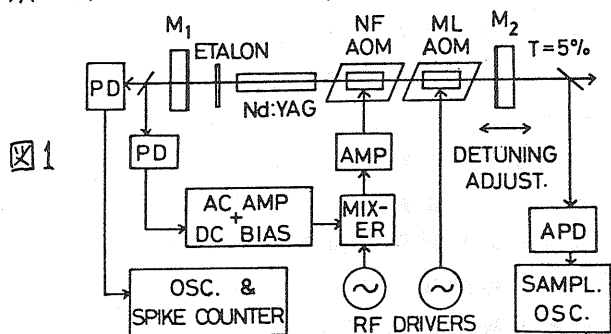 M₁
ETALON
Nd:YAG
NF
AOM
ML
AOM
M₂
T=5%
PD
PD
図1
AMP
DETUNING
ADJUST.
AC AMP
+
DC BIAS
MIX-
ER
APD
OSC. &
SPIKE COUNTER
RF DRIVERS
SAMPL.
OSC.